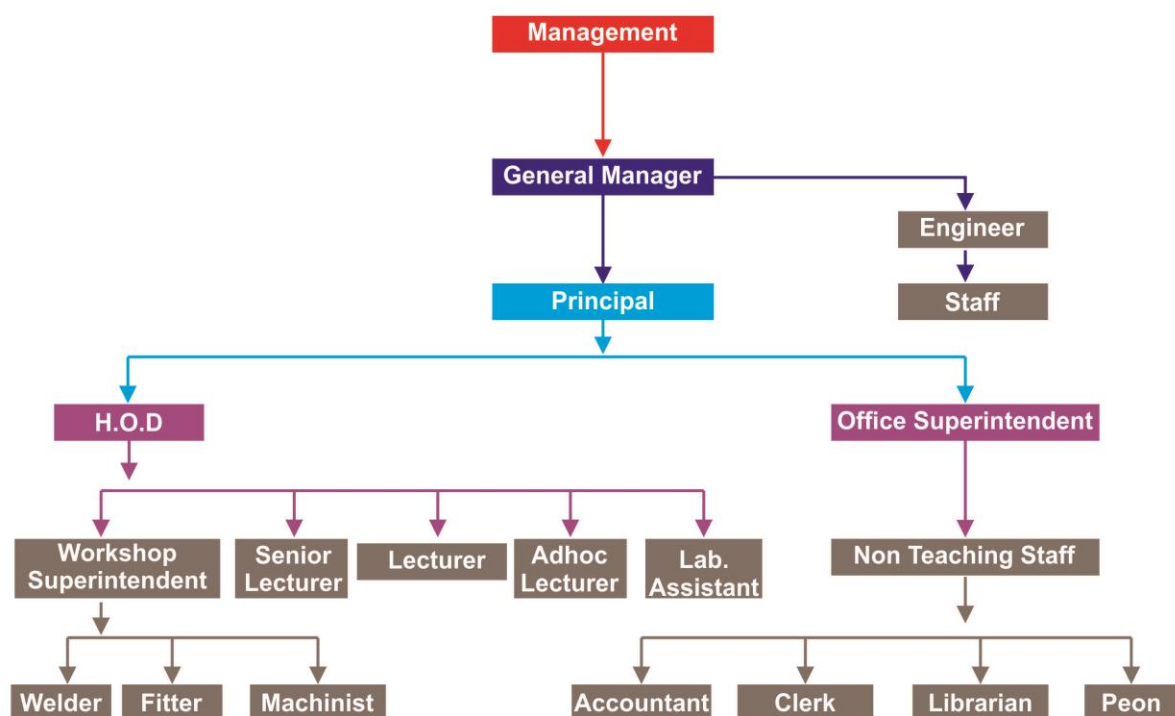 Management
General Manager
Engineer
Principal
Staff
H.O.D
Office Superintendent
Workshop
Superintendent
Senior
Lecturer
Lecturer
Adhoc
Lecturer
Lab.
Assistant
Non Teaching Staff
Welder
Fitter
Machinist
Accountant
Clerk
Librarian
Peon